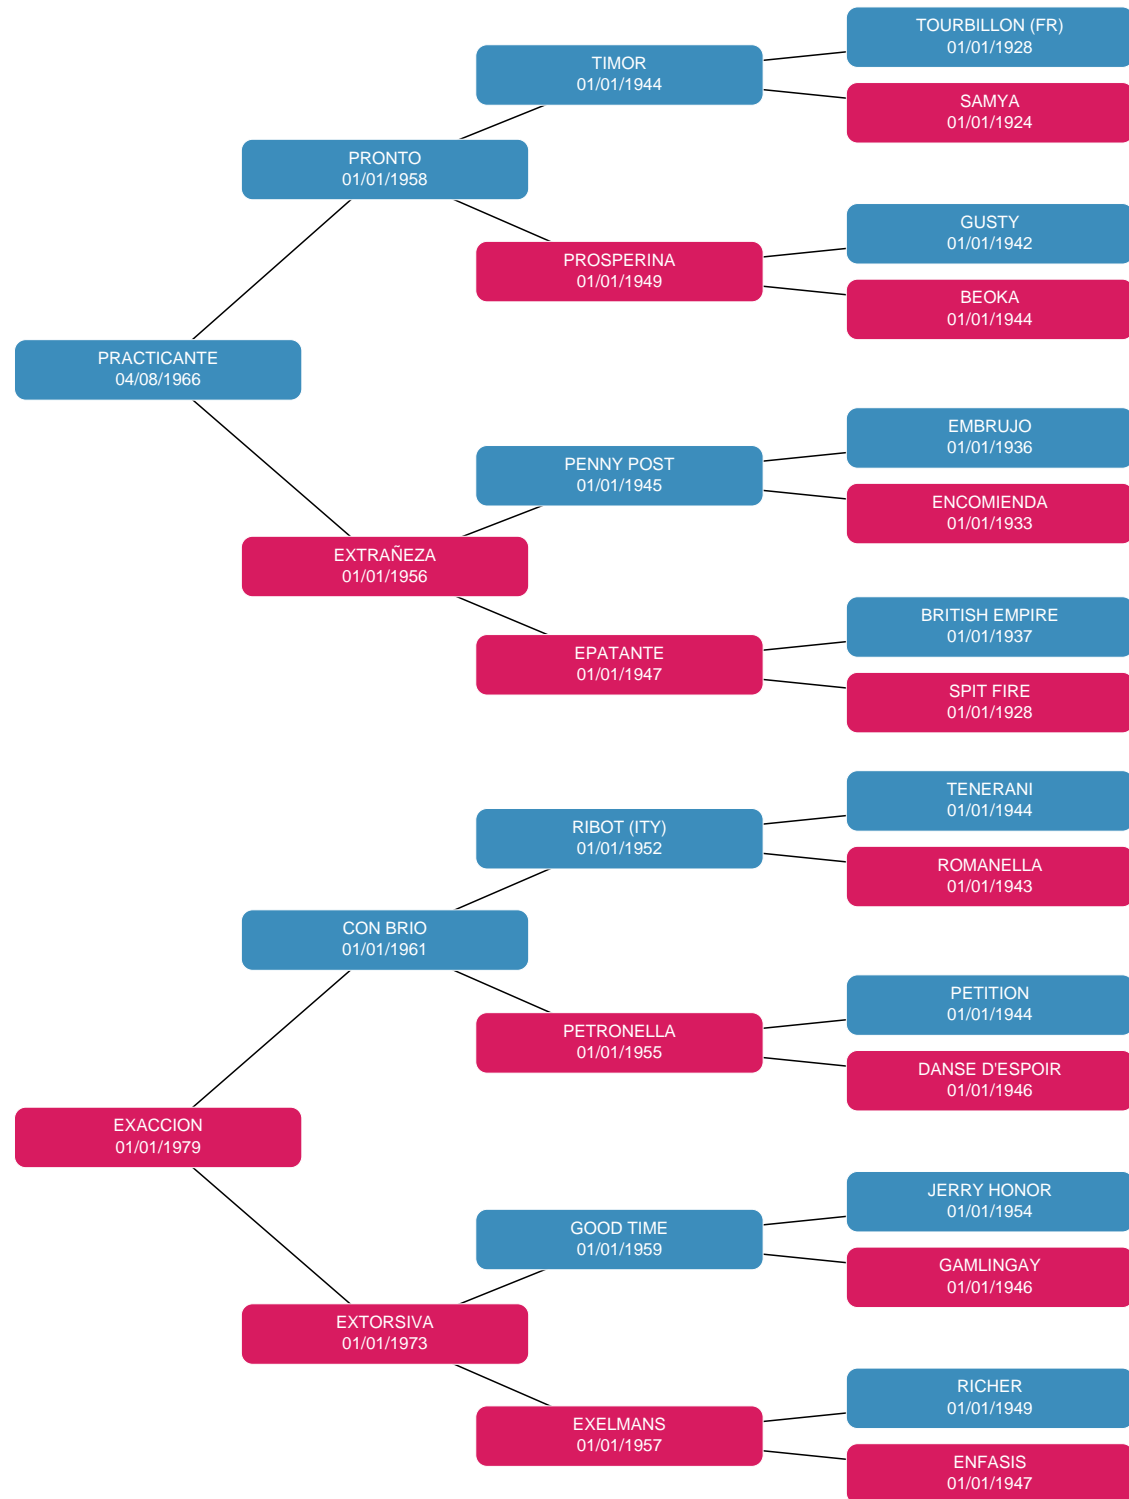 TOURBILLON (FR)
01/01/1928
TIMOR
01/01/1944
SAMYA
01/01/1924
PRONTO
01/01/1958
GUSTY
01/01/1942
PROSPERINA
01/01/1949
BEOKA
01/01/1944
PRACTICANTE
04/08/1966
EMBRUJO
01/01/1936
PENNY POST
01/01/1945
ENCOMIENDA
01/01/1933
EXTRAÑEZA
01/01/1956
BRITISH EMPIRE
01/01/1937
EPATANTE
01/01/1947
SPIT FIRE
01/01/1928
TENERANI
01/01/1944
RIBOT (ITY)
01/01/1952
ROMANELLA
01/01/1943
CON BRIO
01/01/1961
PETITION
01/01/1944
PETRONELLA
01/01/1955
DANSE D'ESPOIR
01/01/1946
EXACCION
01/01/1979
JERRY HONOR
01/01/1954
GOOD TIME
01/01/1959
GAMLINGAY
01/01/1946
EXTORSIVA
01/01/1973
RICHER
01/01/1949
EXELMANS
01/01/1957
ENFASIS
01/01/1947